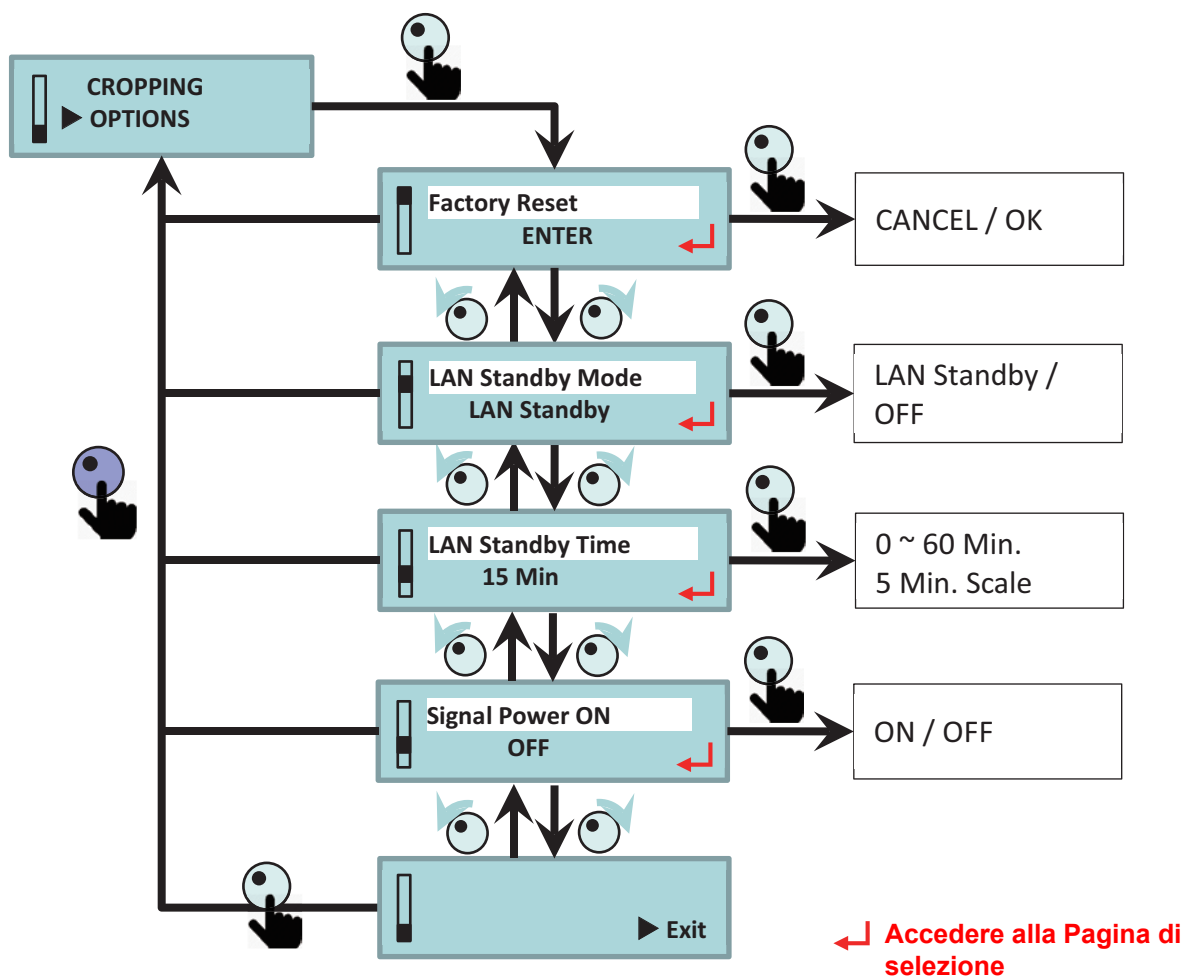 CROPPING
▶ OPTIONS
Factory Reset
ENTER
CANCEL / OK
LAN Standby Mode
LAN Standby
LAN Standby /
OFF
LAN Standby Time
15 Min
0 ~ 60 Min.
5 Min. Scale
Signal Power ON
OFF
ON / OFF
▶ Exit
Accedere alla Pagina di
selezione